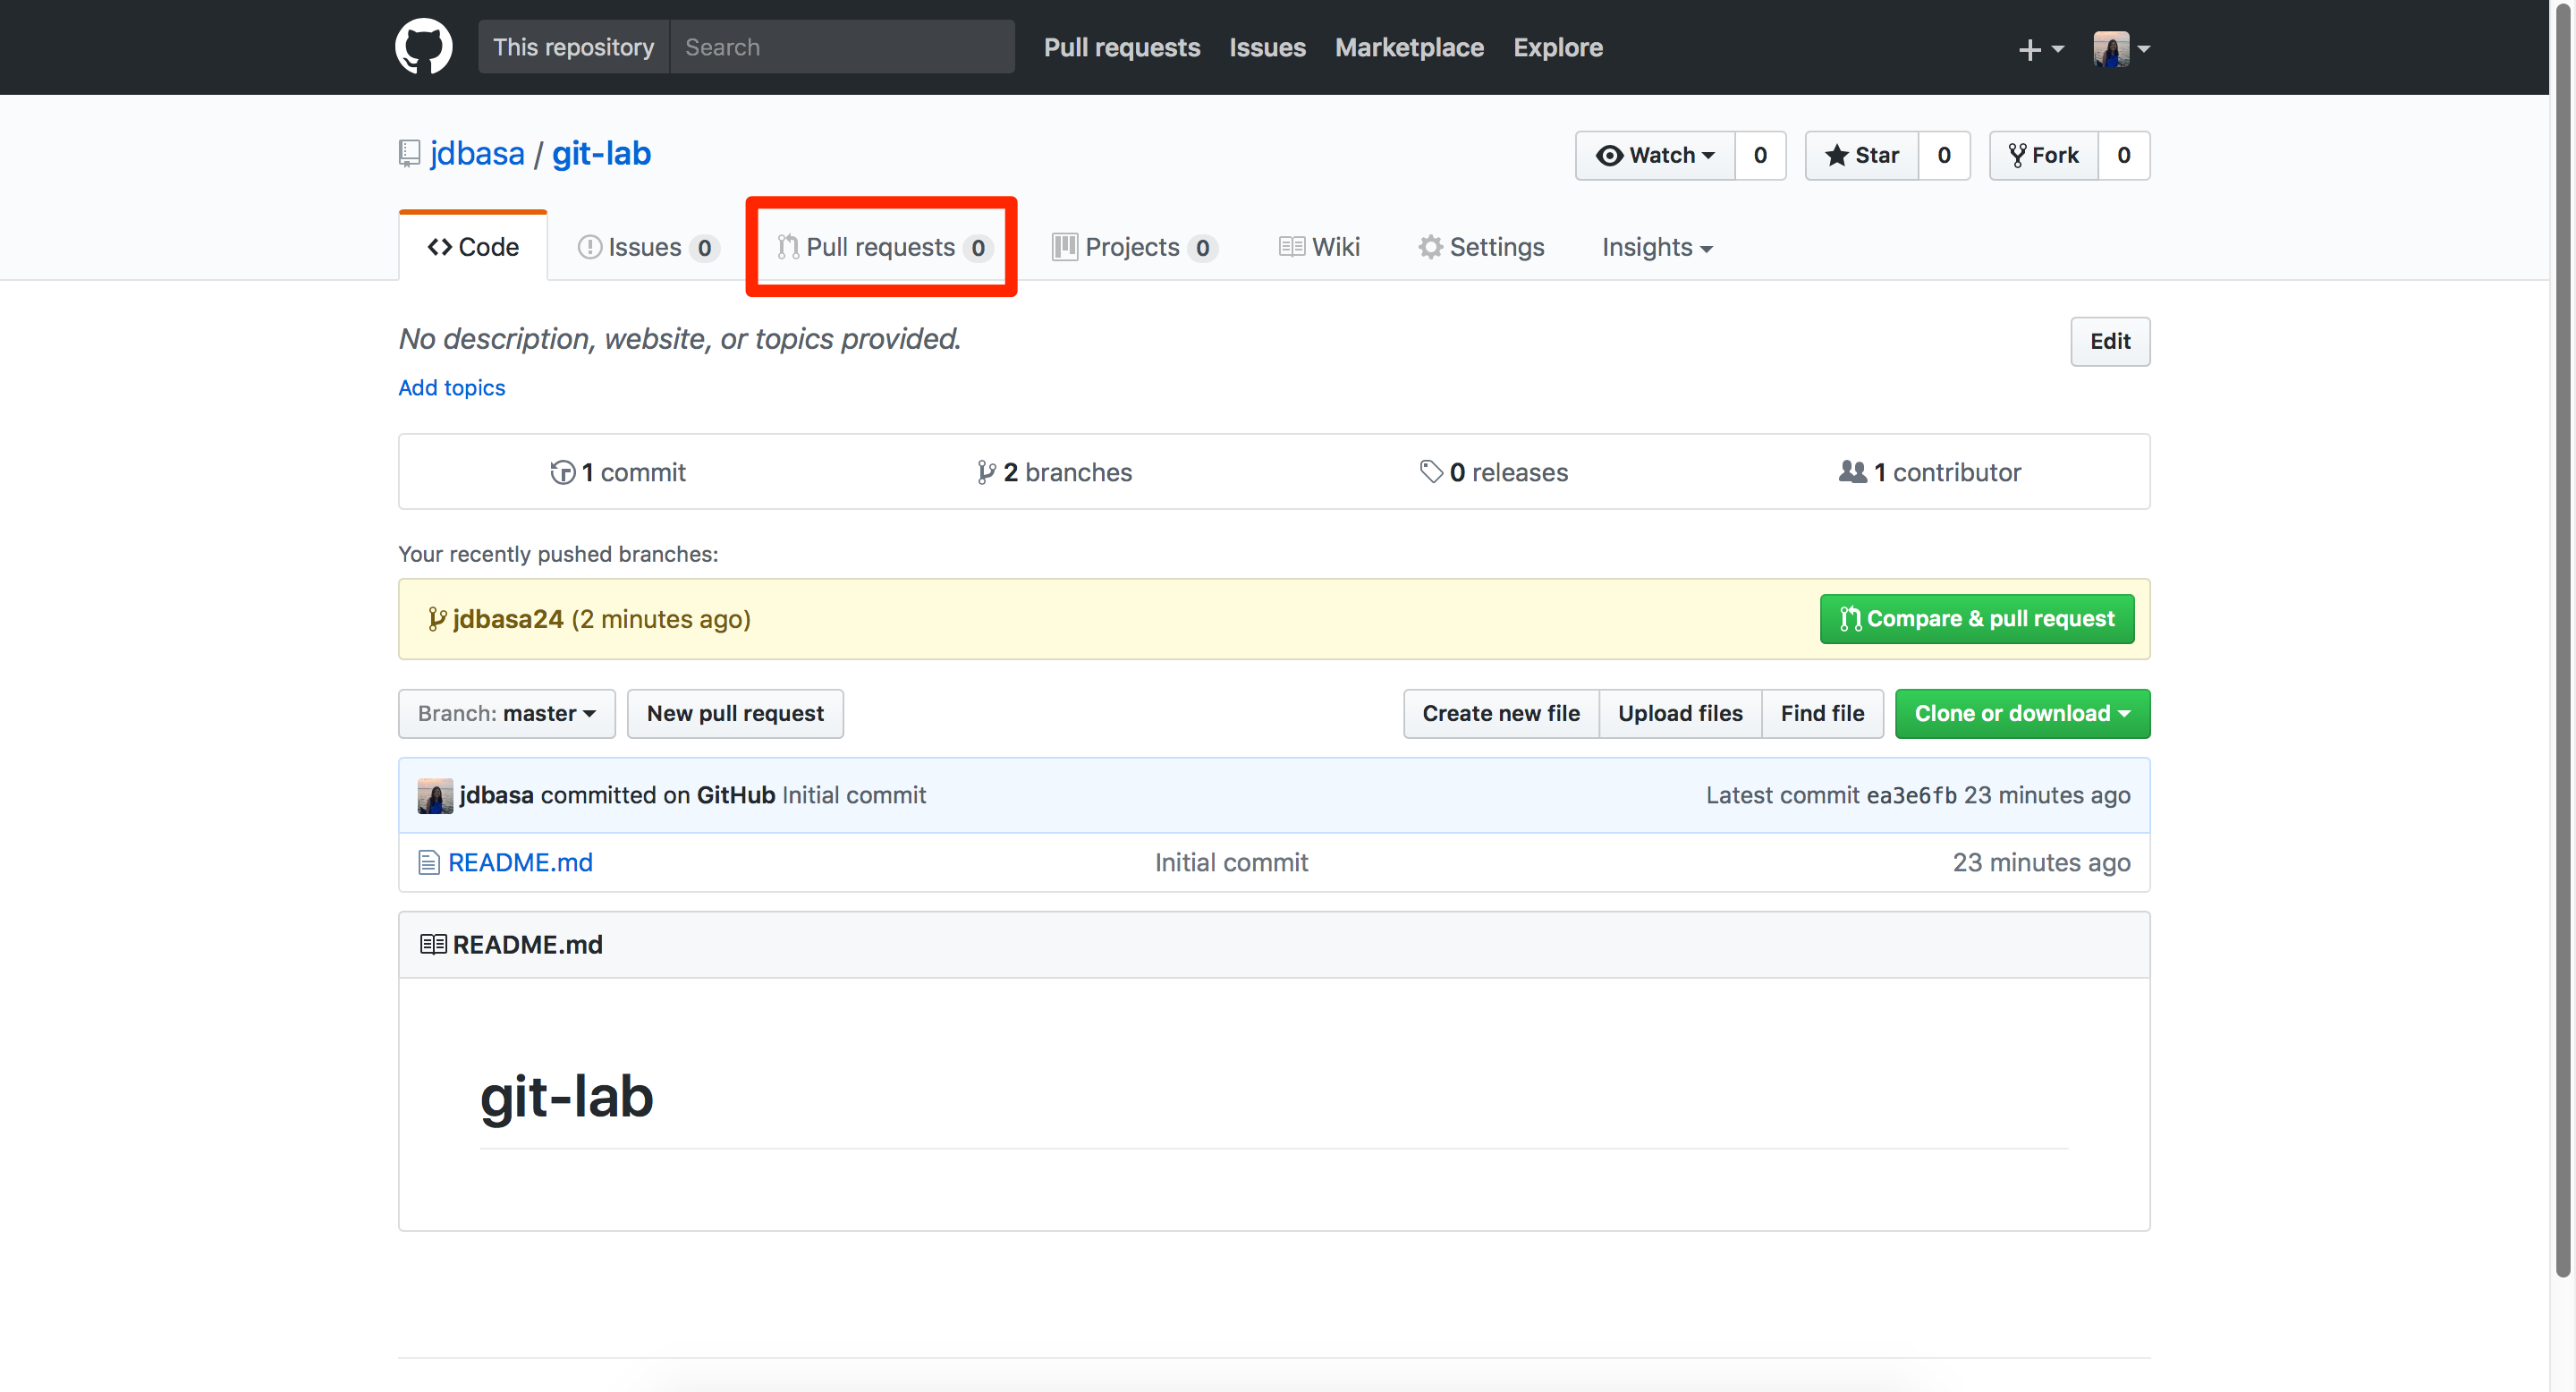 This repository Search Pull requests Issues Marketplace Explore
jdbasa / git-lab Watch 0 Star 0 Fork 0
Code Issues 0 Pull requests 0 Projects 0 Wiki Settings Insights
No description, website, or topics provided. Edit
Add topics
1 commit 2 branches 0 releases 1 contributor
Your recently pushed branches:
jdbasa24 (2 minutes ago) Compare & pull request
Branch: master New pull request Create new file Upload files Find file Clone or download
jdbasa committed on GitHub Initial commit Latest commit ea3e6fb 23 minutes ago
README.md Initial commit 23 minutes ago
README.md
git-lab